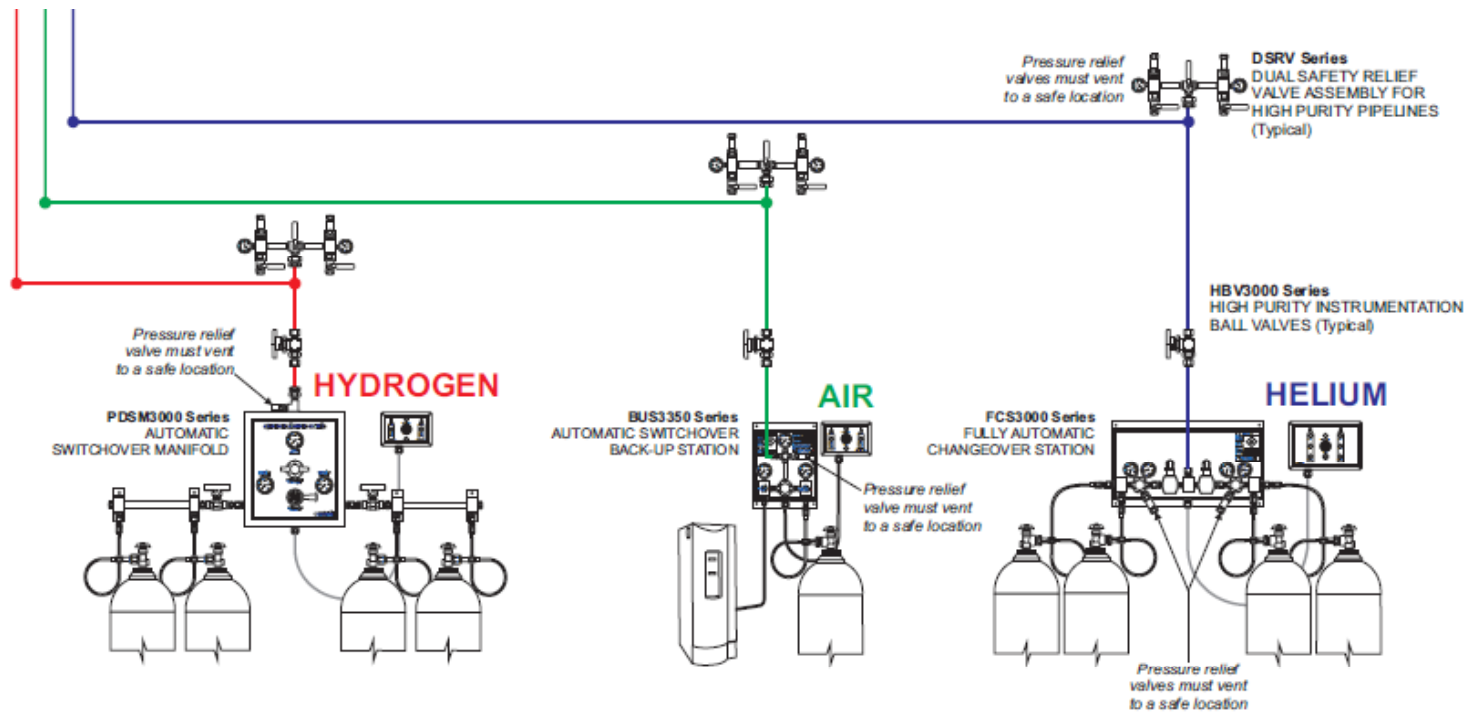 Pressure relief
valves must vent
to a safe location
DSRV Series
DUAL SAFETY RELIEF
VALVE ASSEMBLY FOR
HIGH PURITY PIPELINES
(Typical)
HBV3000 Series
HIGH PURITY INSTRUMENTATION
BALL VALVES (Typical)
Pressure relief
valve must vent
to a safe location
HYDROGEN
PDSM3000 Series
AUTOMATIC
SWITCHOVER MANIFOLD
AIR
BUS3350 Series
AUTOMATIC SWITCHOVER
BACK-UP STATION
Pressure relief
valve must vent
to a safe location
HELIUM
FCS3000 Series
FULLY AUTOMATIC
CHANGEOVER STATION
Pressure relief
valves must vent
to a safe location